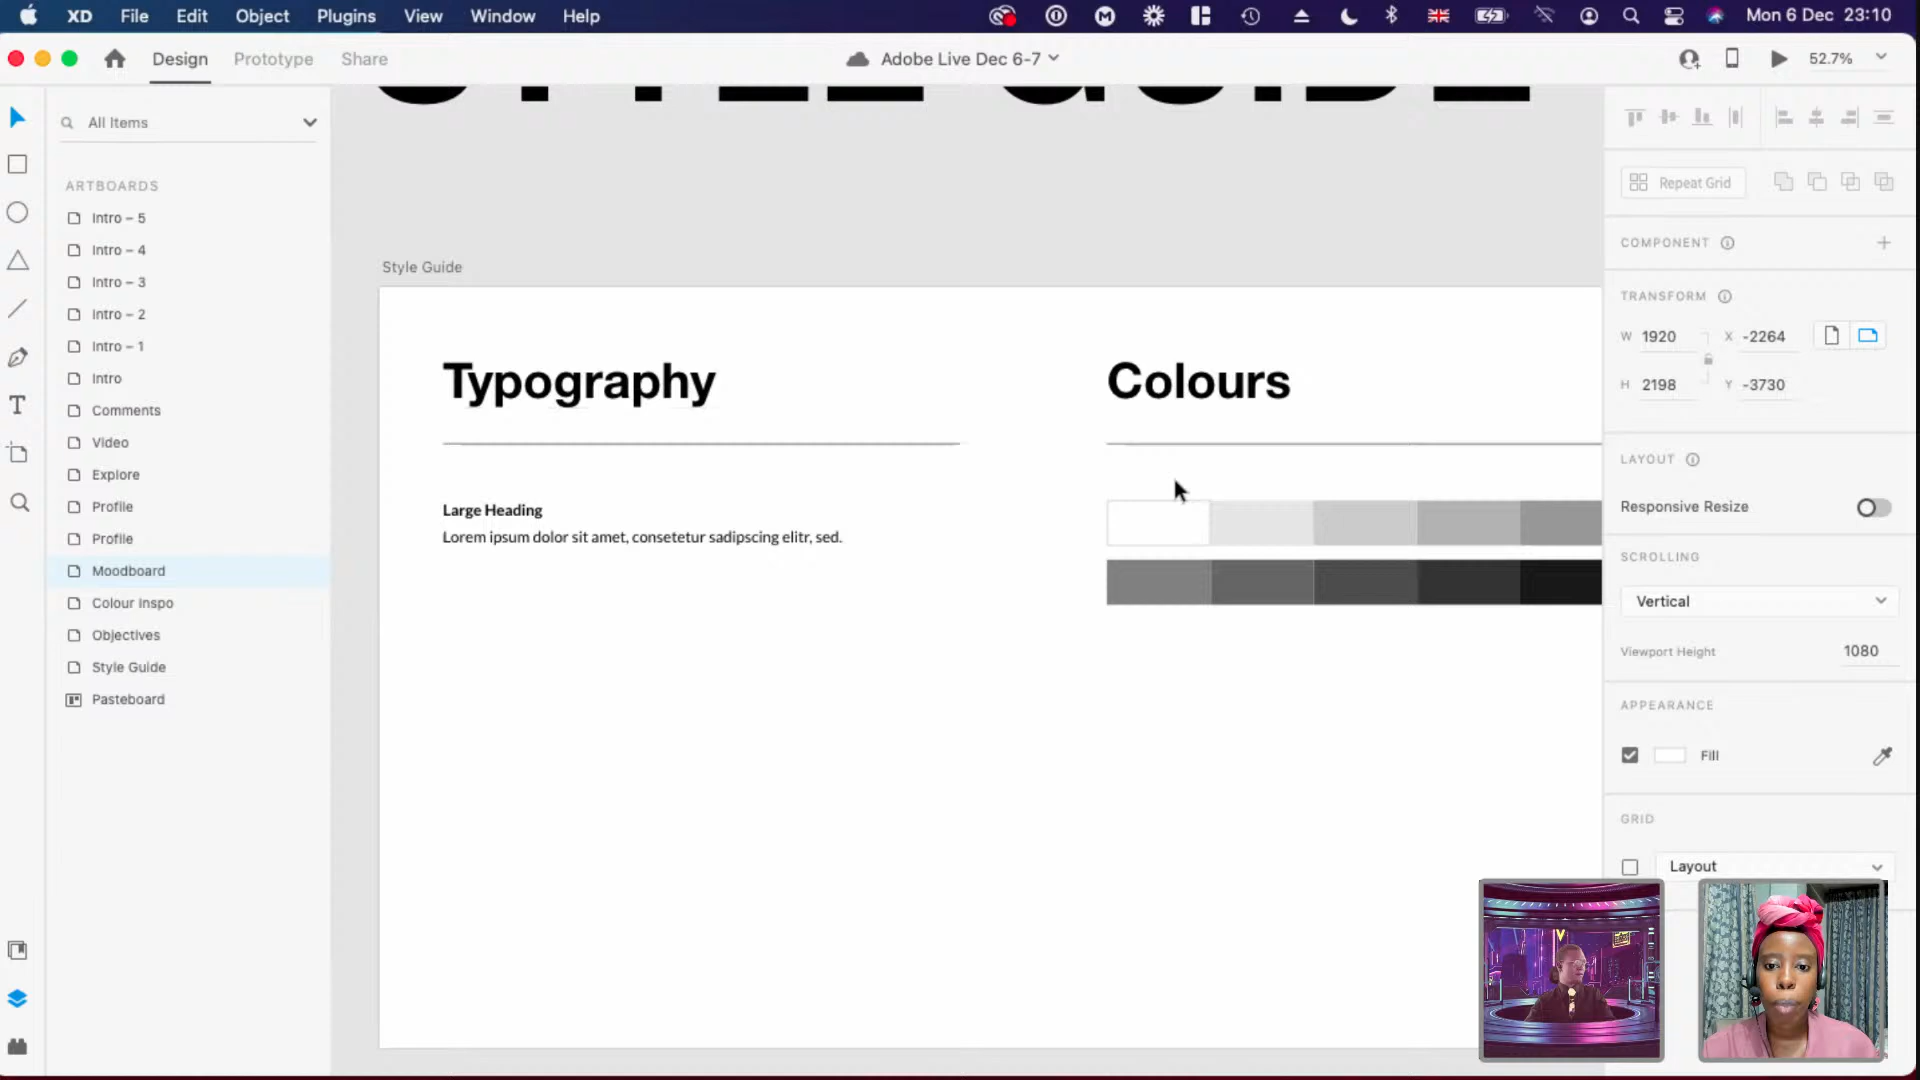 XD File Edit Object Plugins View Window Help Mon 6 Dec 23:10
Design Prototype Share Adobe Live Dec 6-7 52.7%
All Items
STYLE GUIDE
Repeat Grid
ARTBOARDS
Intro – 5
Intro – 4
Intro – 3
Intro – 2
Intro – 1
Intro
Comments
Video
Explore
Profile
Profile
Moodboard
Colour Inspo
Objectives
Style Guide
Pasteboard
Style Guide
Typography
Large Heading
Lorem ipsum dolor sit amet, consetetur sadipscing elitr, sed.
Colours
COMPONENT
TRANSFORM
W 1920 X -2264
H 2198 Y -3730
LAYOUT
Responsive Resize
SCROLLING
Vertical
Viewport Height 1080
APPEARANCE
Fill
GRID
Layout